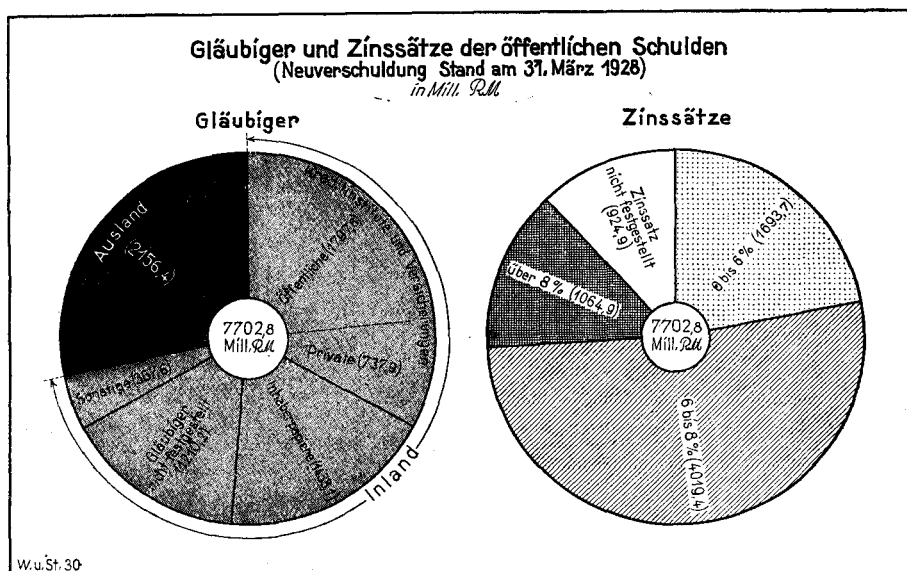 Gläubiger und Zinssätze der öffentlichen Schulden
(Neuverschuldung Stand am 31. März 1928)
in Mill. RM
Gläubiger
Ausland
(2156,4)
Öffentliche
Private (737,9)
Inhaberpapiere
Gläubiger
nicht festgestellt
Sonstige
7702,8
Mill. RM
Inland
Zinssätze
Zinssatz
nicht festgestellt
(924,9)
0 bis 6% (1693,7)
über 8% (1064,9)
7702,8
Mill. RM
6 bis 8% (4019,4)
W.u.St. 30